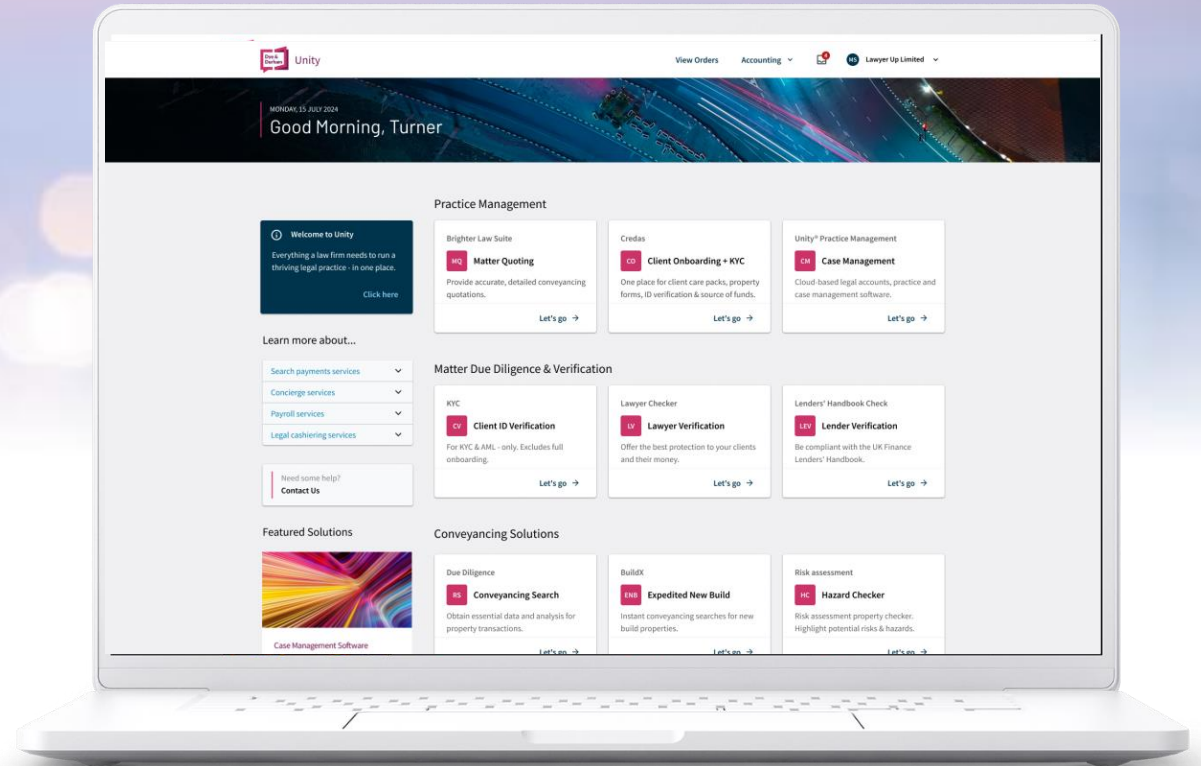 Dye & Durham
Unity
View Orders
Accounting
4
MS
Lawyer Up Limited
MONDAY, 15 JULY 2024
Good Morning, Turner
Welcome to Unity
Everything a law firm needs to run a
thriving legal practice - in one place.
Click here
Learn more about...
Search payments services
Concierge services
Payroll services
Legal cashiering services
Need some help?
Contact Us
Featured Solutions
Case Management Software
Practice Management
Brighter Law Suite
MQ Matter Quoting
Provide accurate, detailed conveyancing
quotations.
Let's go →
Credas
CO Client Onboarding + KYC
One place for client care packs, property
forms, ID verification & source of funds.
Let's go →
Unity® Practice Management
CM Case Management
Cloud-based legal accounts, practice and
case management software.
Let's go →
Matter Due Diligence & Verification
KYC
CV Client ID Verification
For KYC & AML - only. Excludes full
onboarding.
Let's go →
Lawyer Checker
LV Lawyer Verification
Offer the best protection to your clients
and their money.
Let's go →
Lenders' Handbook Check
LEV Lender Verification
Be compliant with the UK Finance
Lenders' Handbook.
Let's go →
Conveyancing Solutions
Due Diligence
RS Conveyancing Search
Obtain essential data and analysis for
property transactions.
Let's go →
BuildX
ENB Expedited New Build
Instant conveyancing searches for new
build properties.
Let's go →
Risk assessment
HC Hazard Checker
Risk assessment property checker.
Highlight potential risks & hazards.
Let's go →